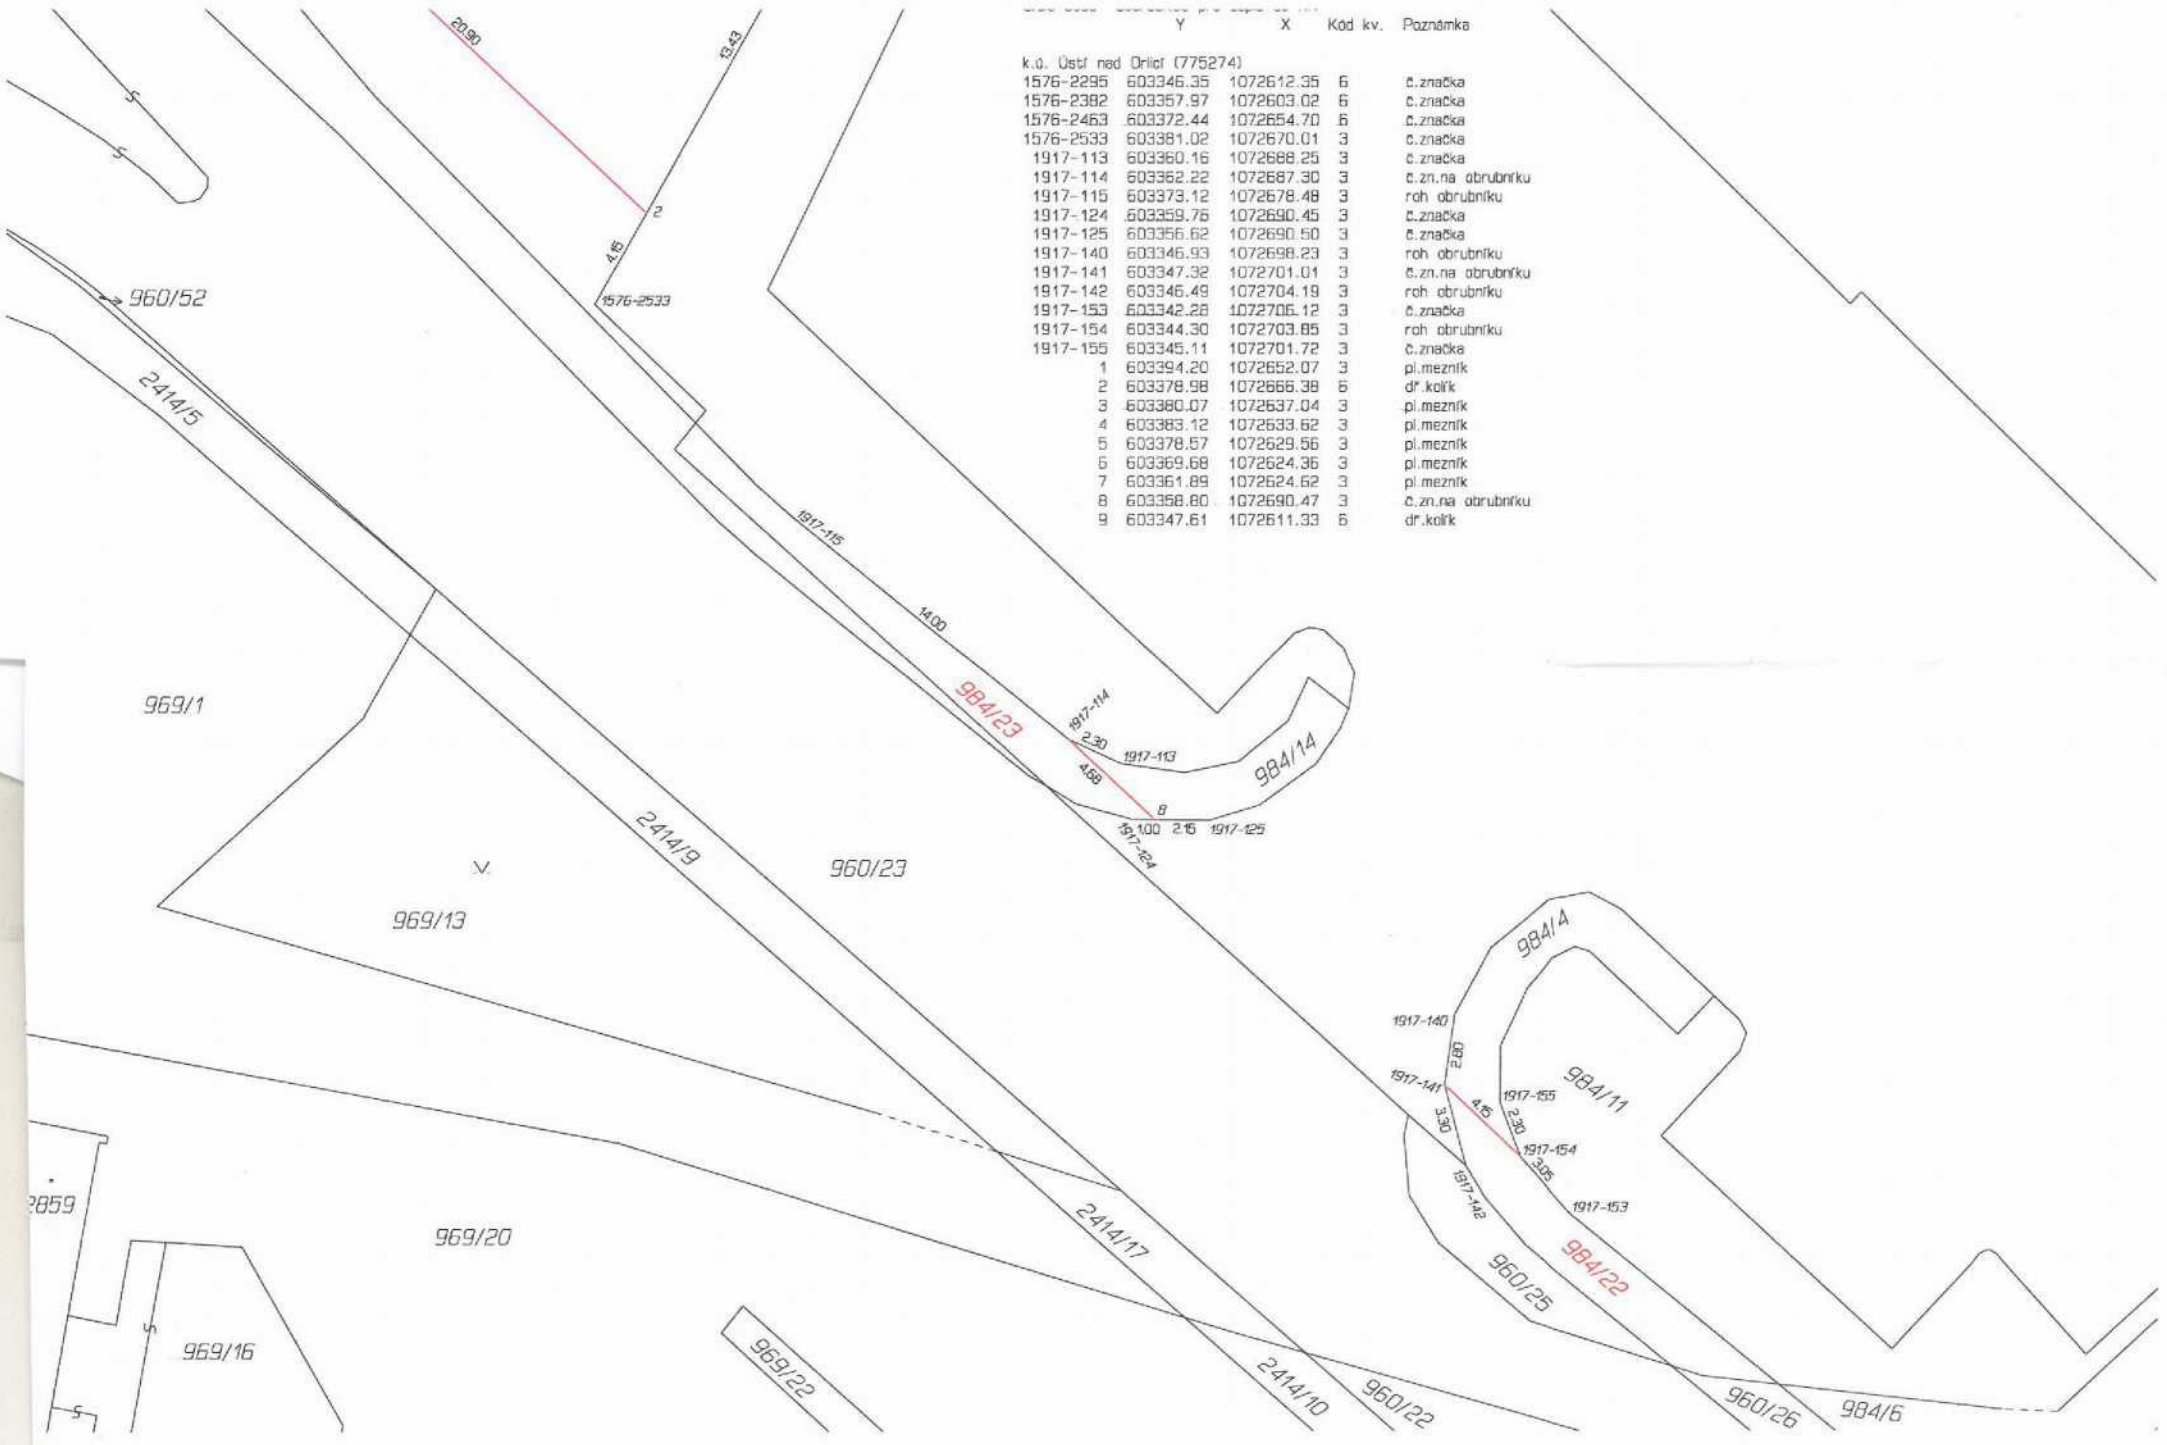 Y X Kód kv. Poznámka
k.ú. Ústí nad Orlicí (775274)
1576-2295 603346.35 1072612.35 6 č.značka
1576-2382 603357.97 1072603.02 6 č.značka
1576-2463 603372.44 1072654.70 6 č.značka
1576-2533 603381.02 1072670.01 3 č.značka
1917-113 603360.16 1072688.25 3 č.značka
1917-114 603362.22 1072687.30 3 č.zn.na obrubníku
1917-115 603373.12 1072678.48 3 roh obrubníku
1917-124 603359.76 1072690.45 3 č.značka
1917-125 603356.62 1072690.50 3 č.značka
1917-140 603346.93 1072698.23 3 roh obrubníku
1917-141 603347.32 1072701.01 3 č.zn.na obrubníku
1917-142 603346.49 1072704.19 3 roh obrubníku
1917-153 603342.28 1072706.12 3 č.značka
1917-154 603344.30 1072703.85 3 roh obrubníku
1917-155 603345.11 1072701.72 3 č.značka
1 603394.20 1072652.07 3 pl.mezník
2 603378.98 1072666.38 6 dř.kolík
3 603380.07 1072637.04 3 pl.mezník
4 603383.12 1072633.62 3 pl.mezník
5 603378.57 1072629.56 3 pl.mezník
6 603369.68 1072624.36 3 pl.mezník
7 603361.89 1072624.62 3 pl.mezník
8 603358.80 1072690.47 3 č.zn.na obrubníku
9 603347.61 1072611.33 6 dř.kolík
20.90
13.43
2
4.15
1576-2533
960/52
2414/5
1917-115
14.00
969/1
984/23
1917-114
2.30
1917-113
4.68
984/14
8
1.00 2.15 1917-125
1917-124
2414/9
960/23
969/13
984/4
1917-140
2.80
1917-141
4.15
1917-155
984/11
3.30
2.30
1917-154
3.05
1917-142
1917-153
2859
969/20
2414/17
960/25
984/22
969/16
969/22
2414/10
960/22
960/26
984/6